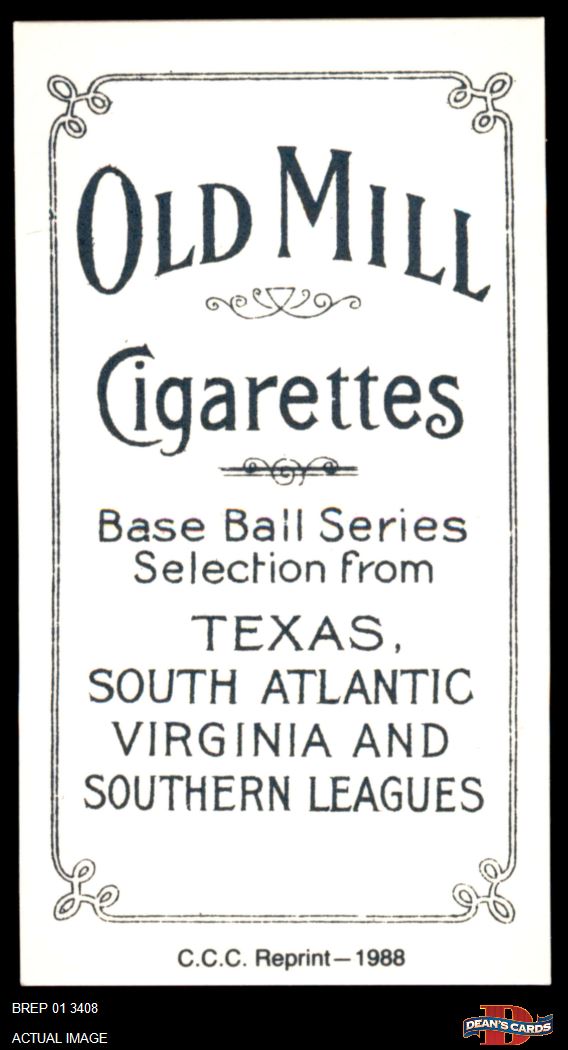 OLD MILL
Cigarettes
Base Ball Series
Selection from
TEXAS,
SOUTH ATLANTIC
VIRGINIA AND
SOUTHERN LEAGUES
C.C.C. Reprint—1988
BREP 01 3408
ACTUAL IMAGE
D
DEAN'S CARDS